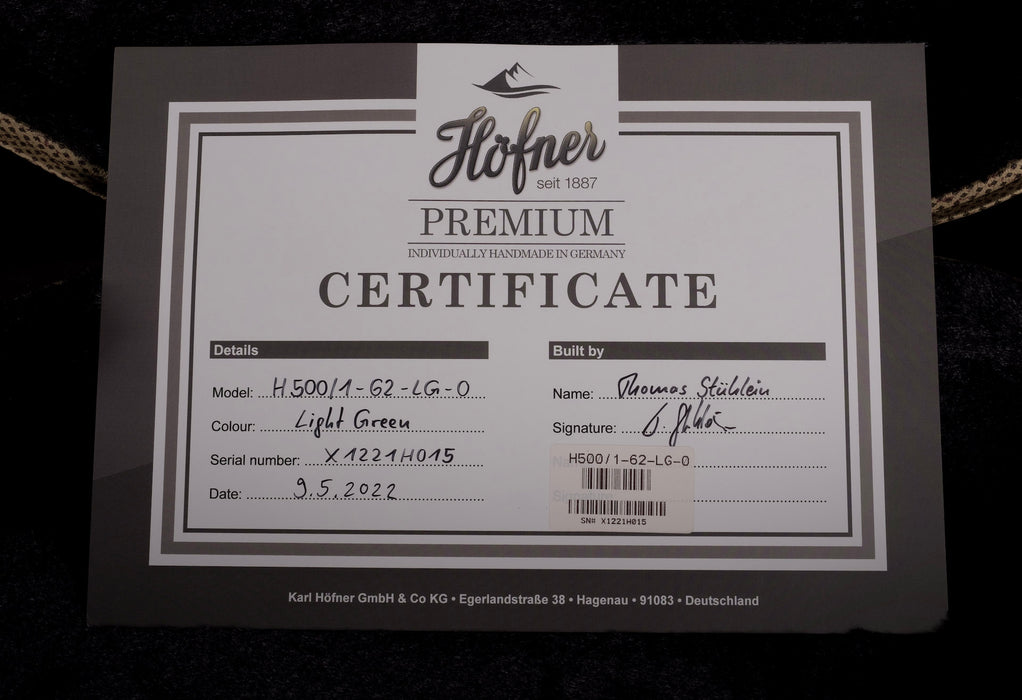 Höfner
seit 1887
PREMIUM
INDIVIDUALLY HANDMADE IN GERMANY
CERTIFICATE
Details
Model: H500/1-62-LG-0
Colour: Light Green
Serial number: X1221H015
Date: 9.5.2022
Built by
Name: Thomas Stühlein
Signature:
H500/1-62-LG-0
SN# X1221H015
Karl Höfner GmbH & Co KG • Egerlandstraße 38 • Hagenau • 91083 • Deutschland